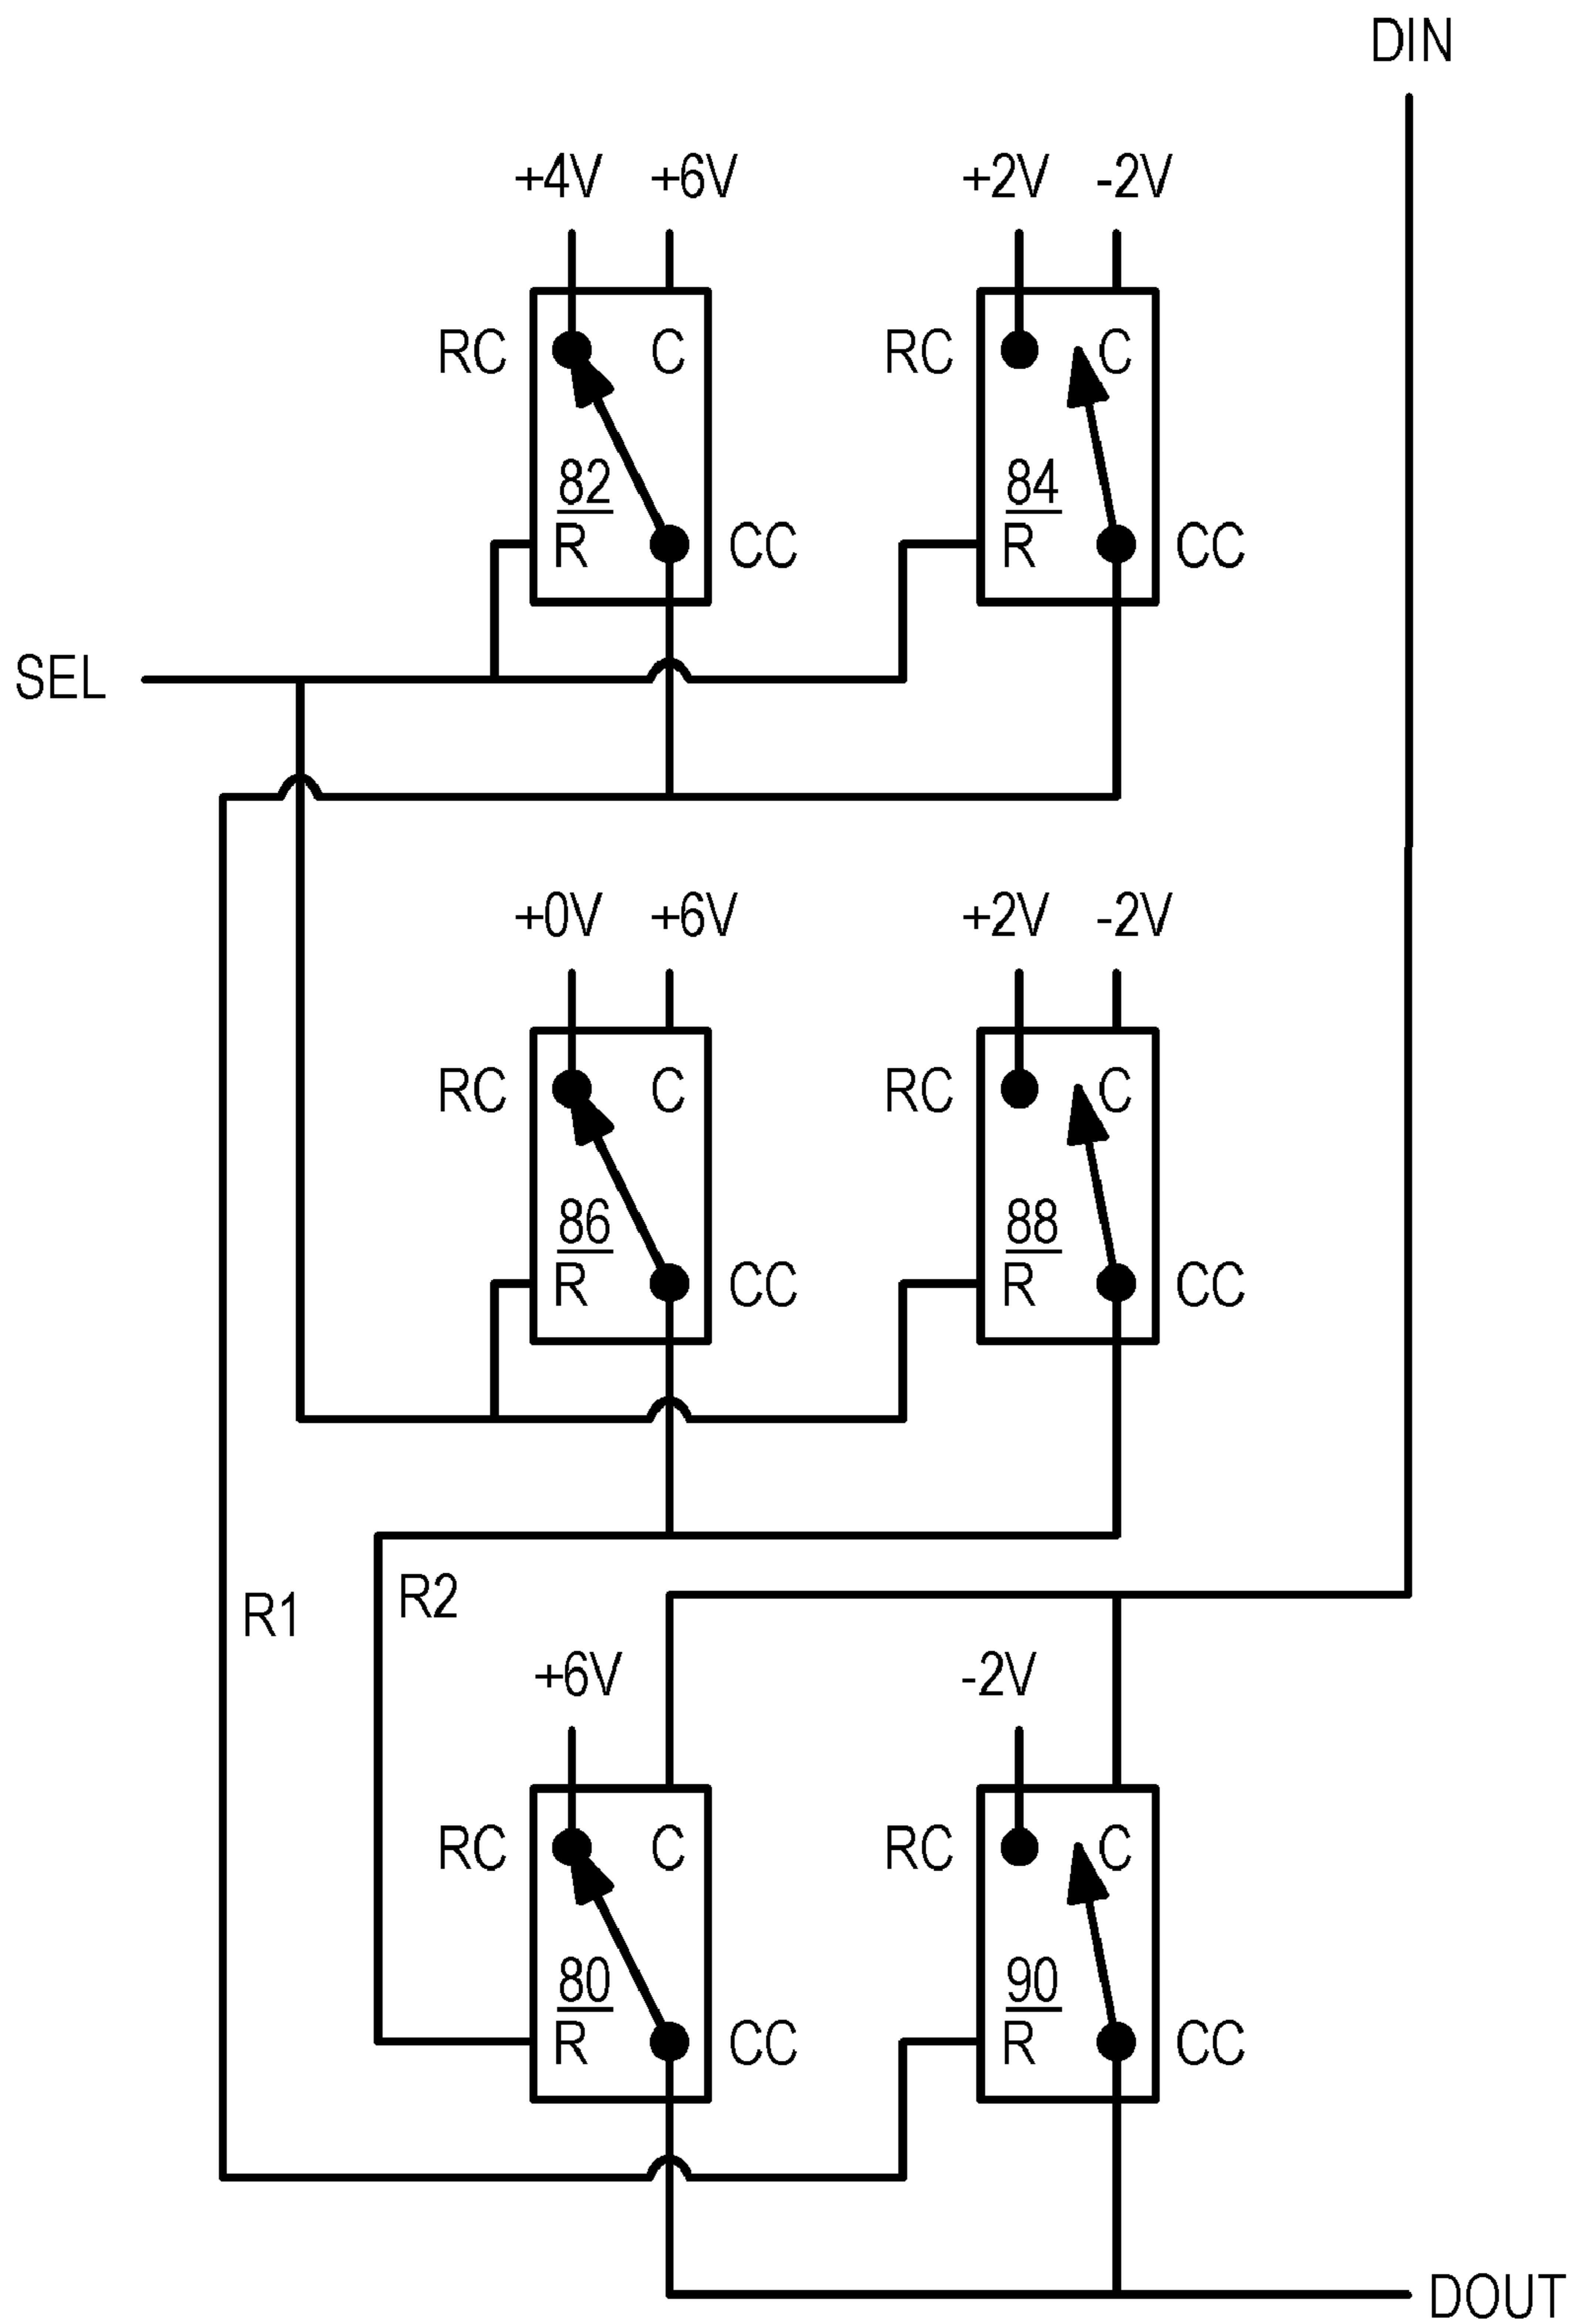 DIN
+4V +6V +2V -2V
RC C RC C
82 84
R CC R CC
SEL
+0V +6V +2V -2V
RC C RC C
86 88
R CC R CC
R1 R2
+6V -2V
RC C RC C
80 90
R CC R CC
DOUT